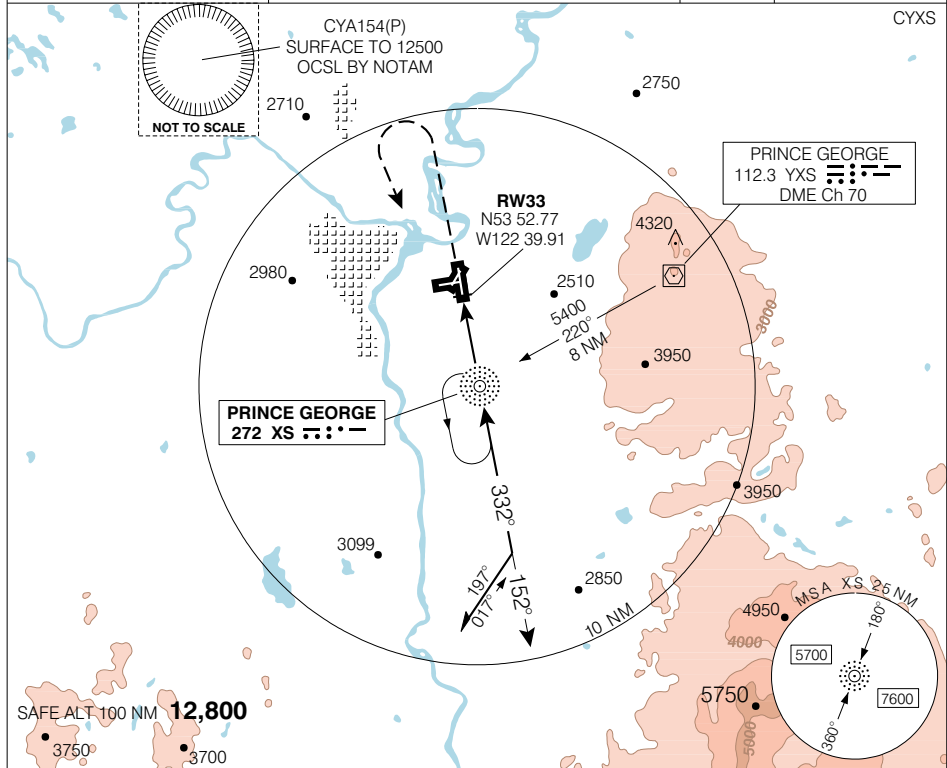 CYXS
CYA154(P)
SURFACE TO 12500
OCSL BY NOTAM
NOT TO SCALE
2710
2750
PRINCE GEORGE
112.3 YXS
DME Ch 70
RW33
N53 52.77
W122 39.91
4320
2980
2510
5400
220°
8 NM
3000
3950
PRINCE GEORGE
272 XS
332°
3950
3099
197°
017°
152°
2850
10 NM
MSA XS 25 NM
4950
180°
4000
5700
7600
5750
360°
5000
SAFE ALT 100 NM 12,800
3750
3700